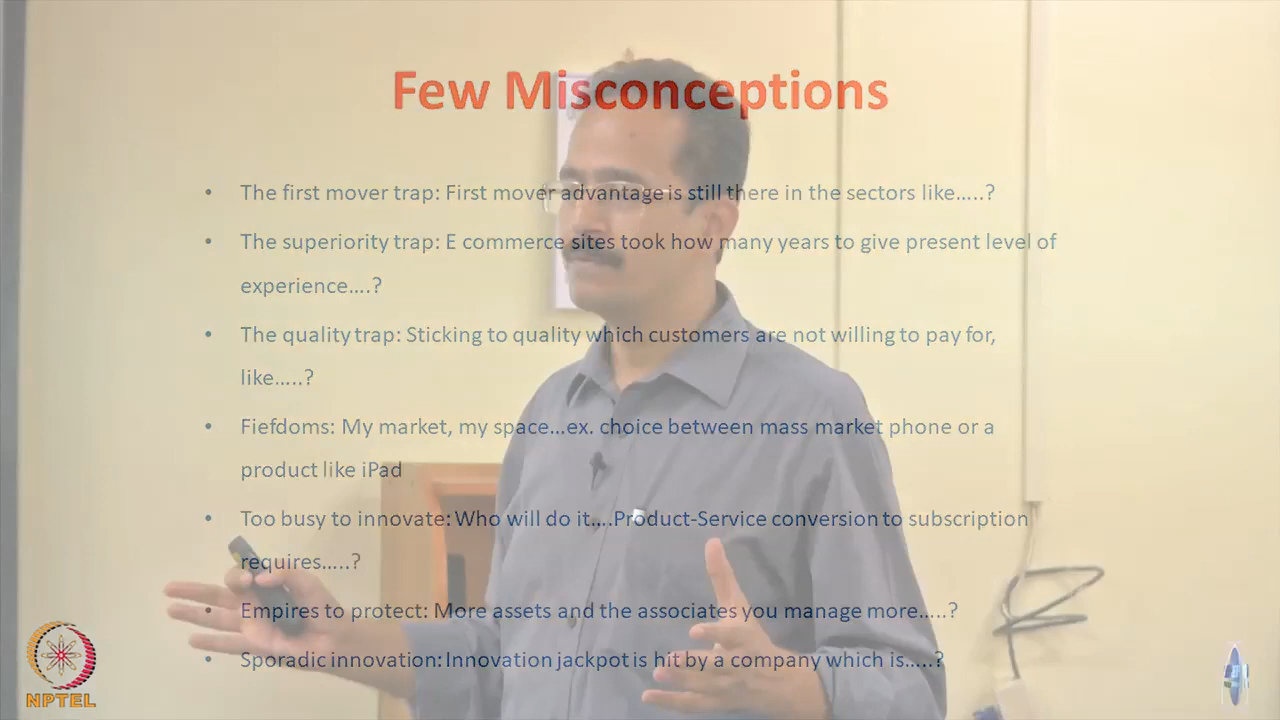 Few Misconceptions
• The first mover trap: First mover advantage is still there in the sectors like…..?
• The superiority trap: E commerce sites took how many years to give present level of
experience….?
• The quality trap: Sticking to quality which customers are not willing to pay for,
like…..?
• Fiefdoms: My market, my space…ex. choice between mass market phone or a
product like iPad
• Too busy to innovate: Who will do it….Product-Service conversion to subscription
requires…..?
• Empires to protect: More assets and the associates you manage more…..?
• Sporadic innovation: Innovation jackpot is hit by a company which is…..?
NPTEL